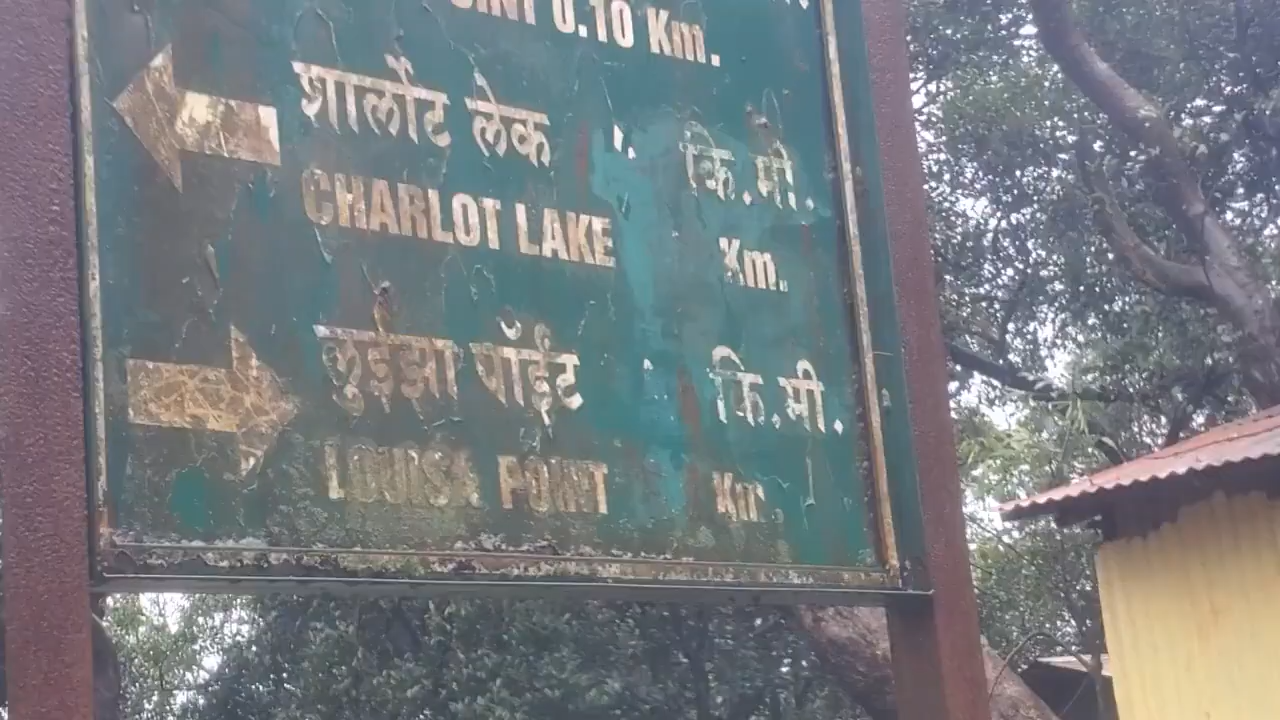 0.10 Km.
शार्लोट लेक कि.मी.
CHARLOT LAKE Km.
लुईझा पॉईंट कि.मी.
LOUISA POINT Km.